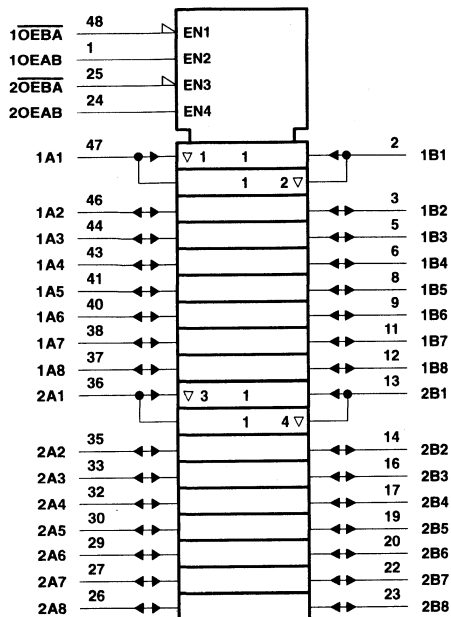 1OEBA 48 EN1
1OEAB 1 EN2
2OEBA 25 EN3
2OEAB 24 EN4
1A1 47 ▽ 1 1 2 1B1
1 2 ▽
1A2 46 3 1B2
1A3 44 5 1B3
1A4 43 6 1B4
1A5 41 8 1B5
1A6 40 9 1B6
1A7 38 11 1B7
1A8 37 12 1B8
2A1 36 ▽ 3 1 13 2B1
1 4 ▽
2A2 35 14 2B2
2A3 33 16 2B3
2A4 32 17 2B4
2A5 30 19 2B5
2A6 29 20 2B6
2A7 27 22 2B7
2A8 26 23 2B8